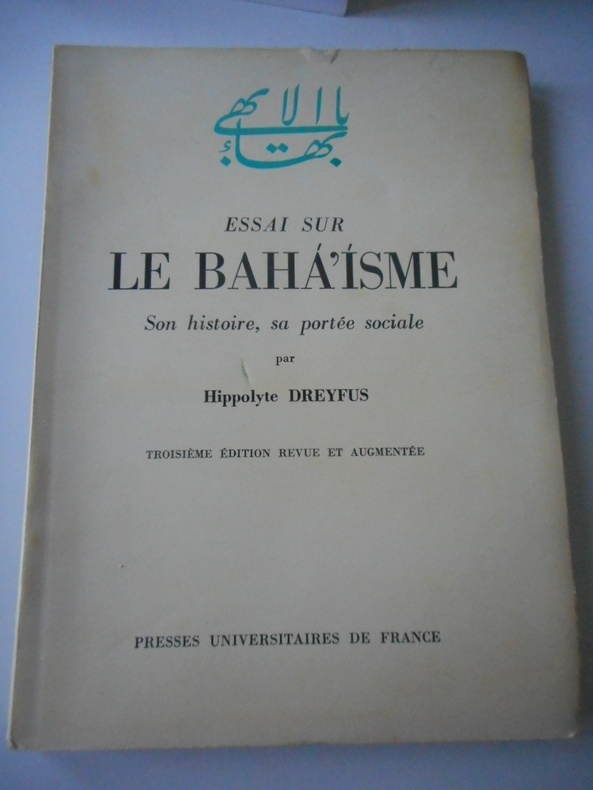 يا بهاء الابهى
ESSAI SUR
LE BAHÁ'ÍSME
Son histoire, sa portée sociale
par
Hippolyte DREYFUS
TROISIÈME ÉDITION REVUE ET AUGMENTÉE
PRESSES UNIVERSITAIRES DE FRANCE